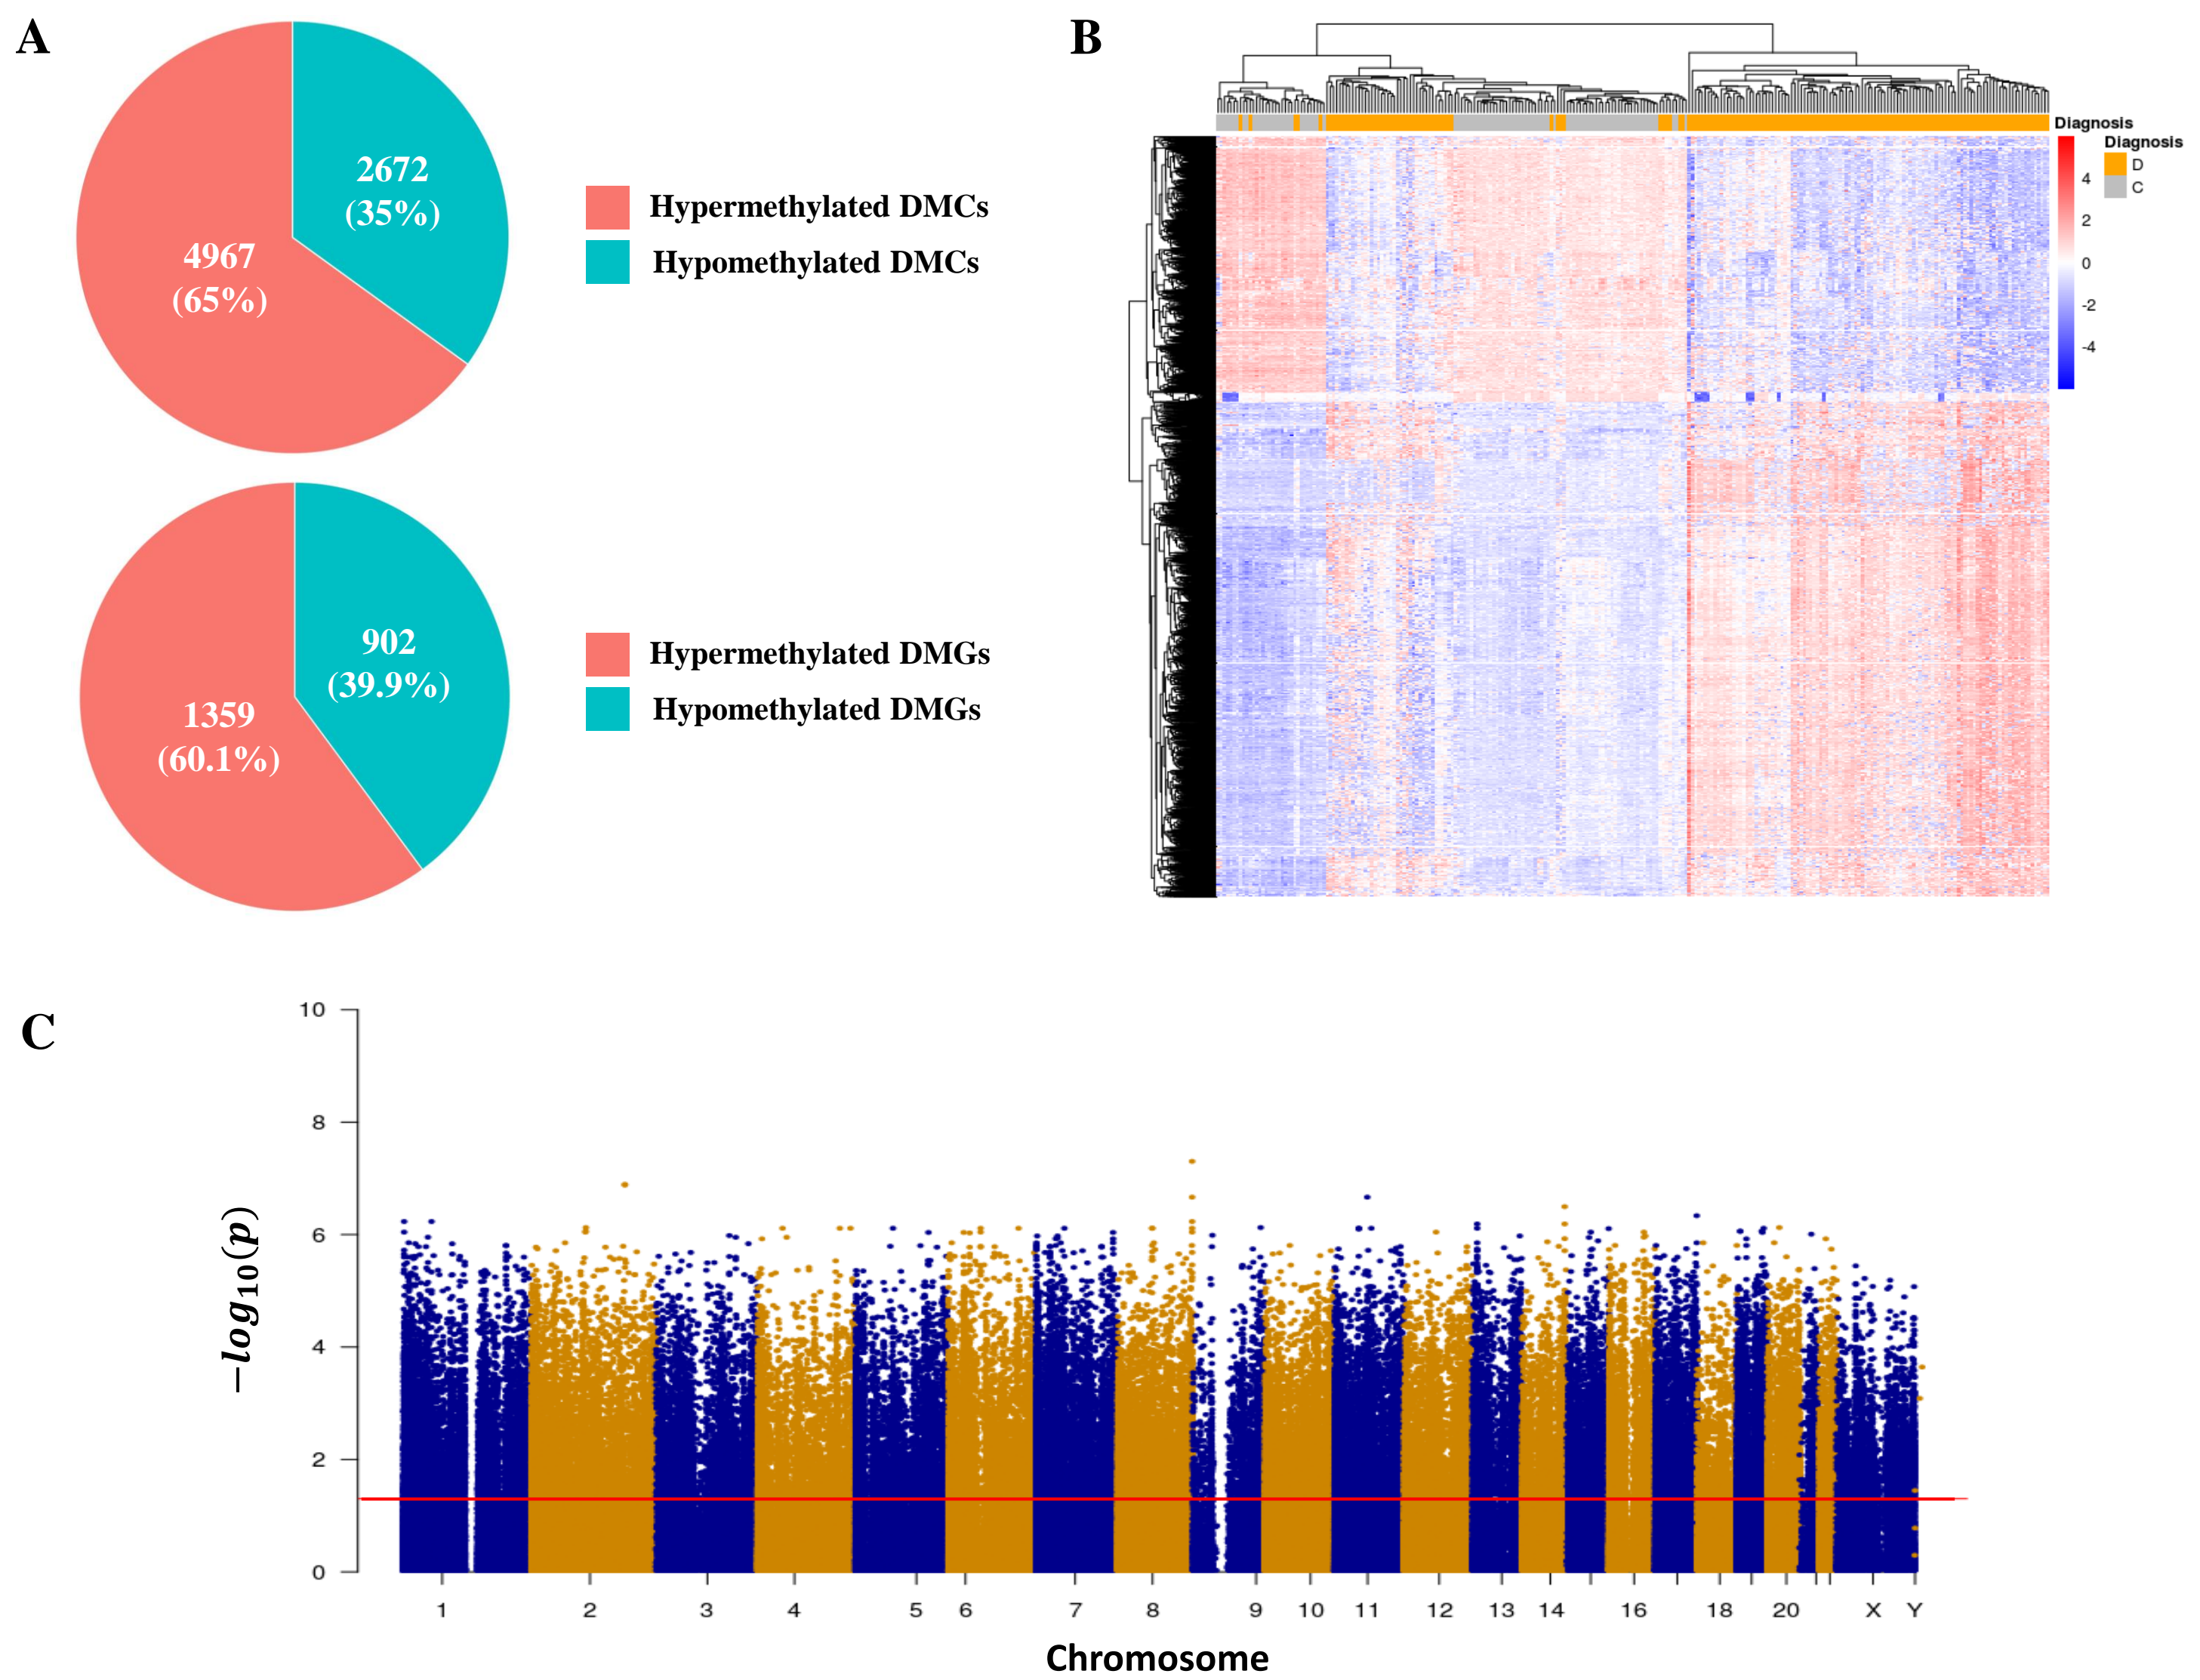 A
2672
(35%)
4967
(65%)
Hypermethylated DMCs
Hypomethylated DMCs
902
(39.9%)
1359
(60.1%)
Hypermethylated DMGs
Hypomethylated DMGs
B
Diagnosis
Diagnosis
D
C
4
2
0
-2
-4
C
10
8
6
4
2
0
−log10(p)
1 2 3 4 5 6 7 8 9 10 11 12 13 14 16 18 20 X Y
Chromosome